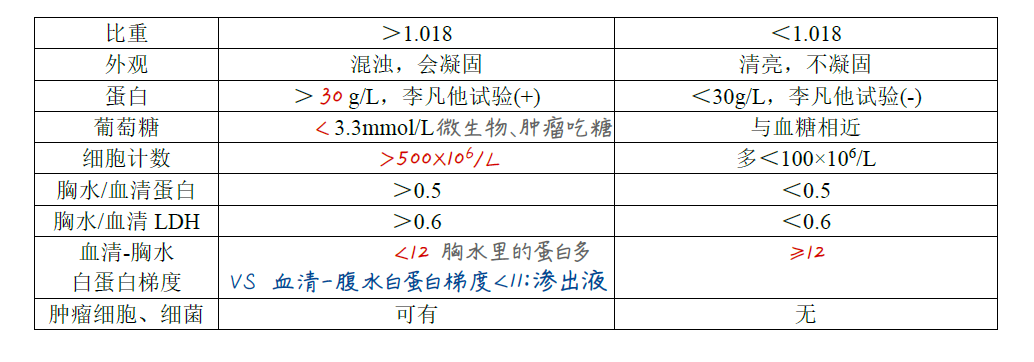 比重 ＞1.018 ＜1.018
外观 混浊，会凝固 清亮，不凝固
蛋白 ＞30 g/L，李凡他试验(+) ＜30g/L，李凡他试验(-)
葡萄糖 <3.3mmol/L微生物、肿瘤吃糖 与血糖相近
细胞计数 >500×10⁶/L 多＜100×10⁶/L
胸水/血清蛋白 ＞0.5 ＜0.5
胸水/血清 LDH ＞0.6 ＜0.6
血清-胸水 <12 胸水里的蛋白多 ≥12
白蛋白梯度 VS 血清-腹水白蛋白梯度<11:渗出液
肿瘤细胞、细菌 可有 无